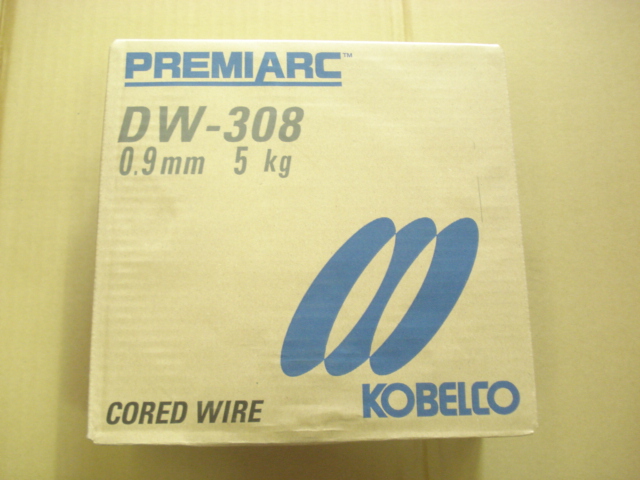 PREMIARC™
DW-308
0.9mm 5 kg
CORED WIRE
KOBELCO